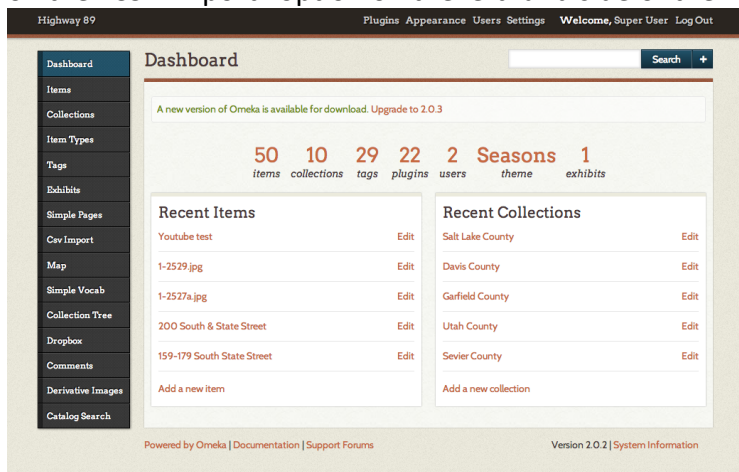 Highway 89 Plugins Appearance Users Settings Welcome, Super User Log Out
Dashboard
Items
Collections
Item Types
Tags
Exhibits
Simple Pages
Csv Import
Map
Simple Vocab
Collection Tree
Dropbox
Comments
Derivative Images
Catalog Search
Dashboard
Search +
A new version of Omeka is available for download. Upgrade to 2.0.3
50 10 29 22 2 Seasons 1
items collections tags plugins users theme exhibits
Recent Items
Youtube test Edit
1-2529.jpg Edit
1-2527a.jpg Edit
200 South & State Street Edit
159-179 South State Street Edit
Add a new item
Recent Collections
Salt Lake County Edit
Davis County Edit
Garfield County Edit
Utah County Edit
Sevier County Edit
Add a new collection
Powered by Omeka | Documentation | Support Forums Version 2.0.2 | System Information